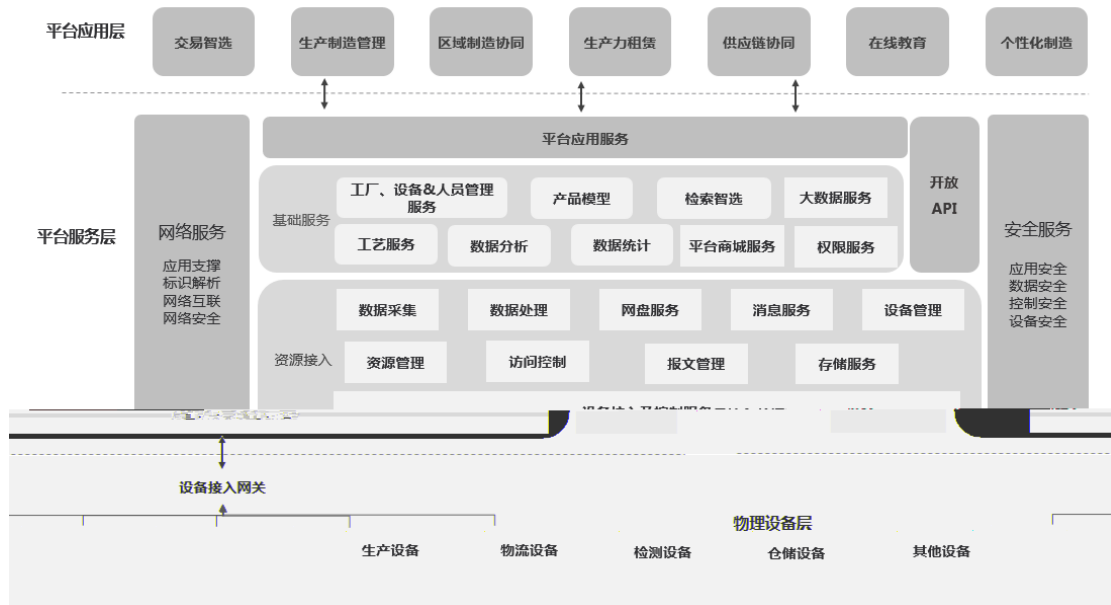 平台应用层
交易智选
生产制造管理
区域制造协同
生产力租赁
供应链协同
在线教育
个性化制造
平台服务层
网络服务
应用支撑
标识解析
网络互联
网络安全
平台应用服务
基础服务
工厂、设备&人员管理
服务
产品模型
检索智选
大数据服务
工艺服务
数据分析
数据统计
平台商城服务
权限服务
开放
API
安全服务
应用安全
数据安全
控制安全
设备安全
资源接入
数据采集
数据处理
网盘服务
消息服务
设备管理
资源管理
访问控制
报文管理
存储服务
设备接入及控制服务
设备接入网关
物理设备层
生产设备
物流设备
检测设备
仓储设备
其他设备